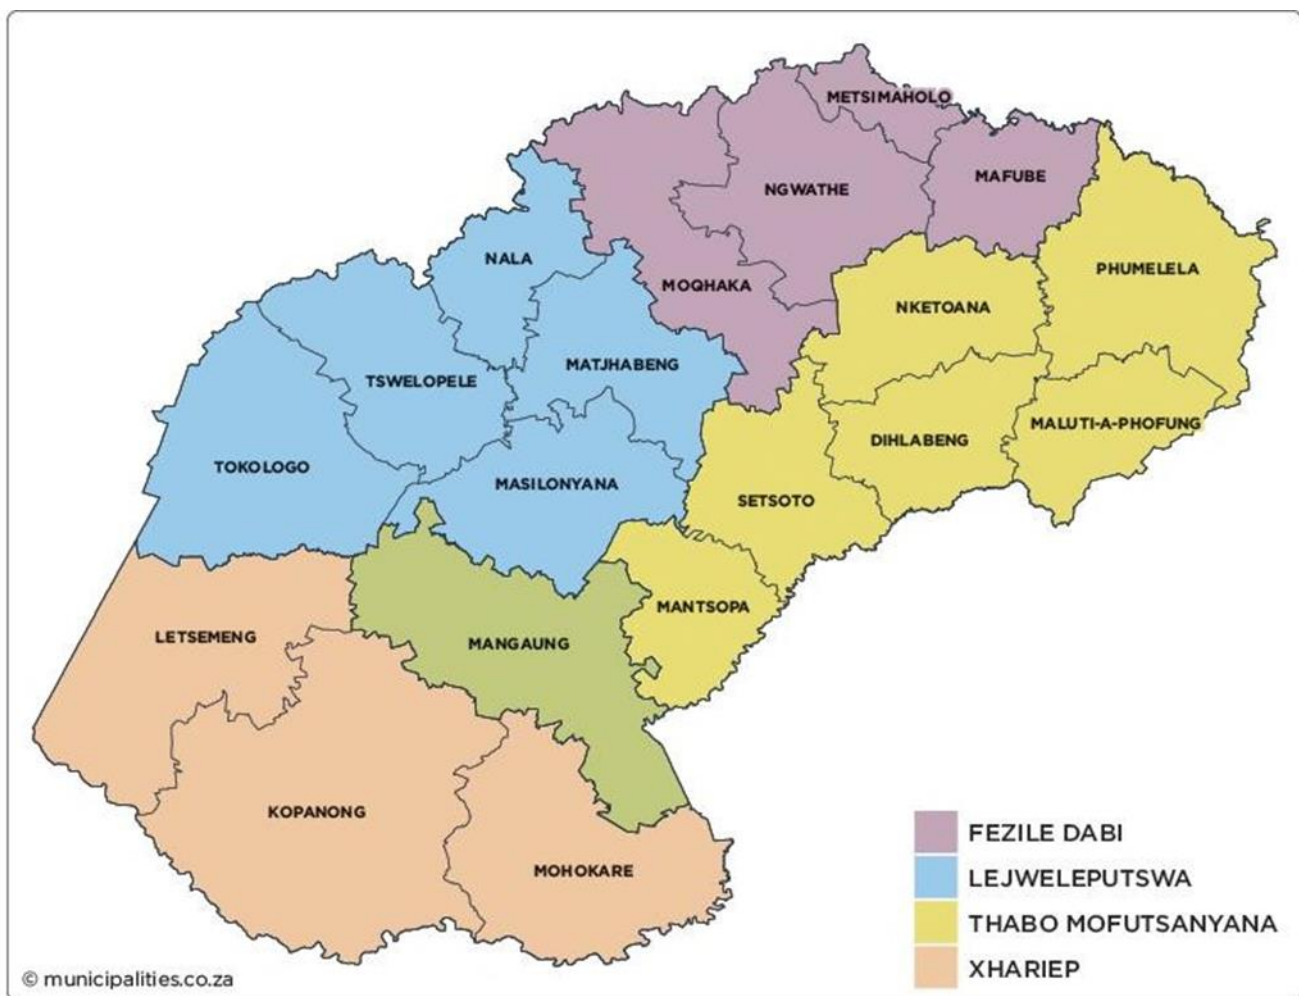 METSIMAHOLO
MAFUBE
NGWATHE
NALA
PHUMELELA
MOQHAKA
NKETOANA
MATJHABENG
TSWELOPELE
MALUTI-A-PHOFUNG
DIHLABENG
TOKOLOGO
MASILONYANA
SETSOTO
MANTSOPA
LETSEMENG
MANGAUNG
KOPANONG
MOHOKARE
FEZILE DABI
LEJWELEPUTSWA
THABO MOFUTSANYANA
XHARIEP
© municipalities.co.za